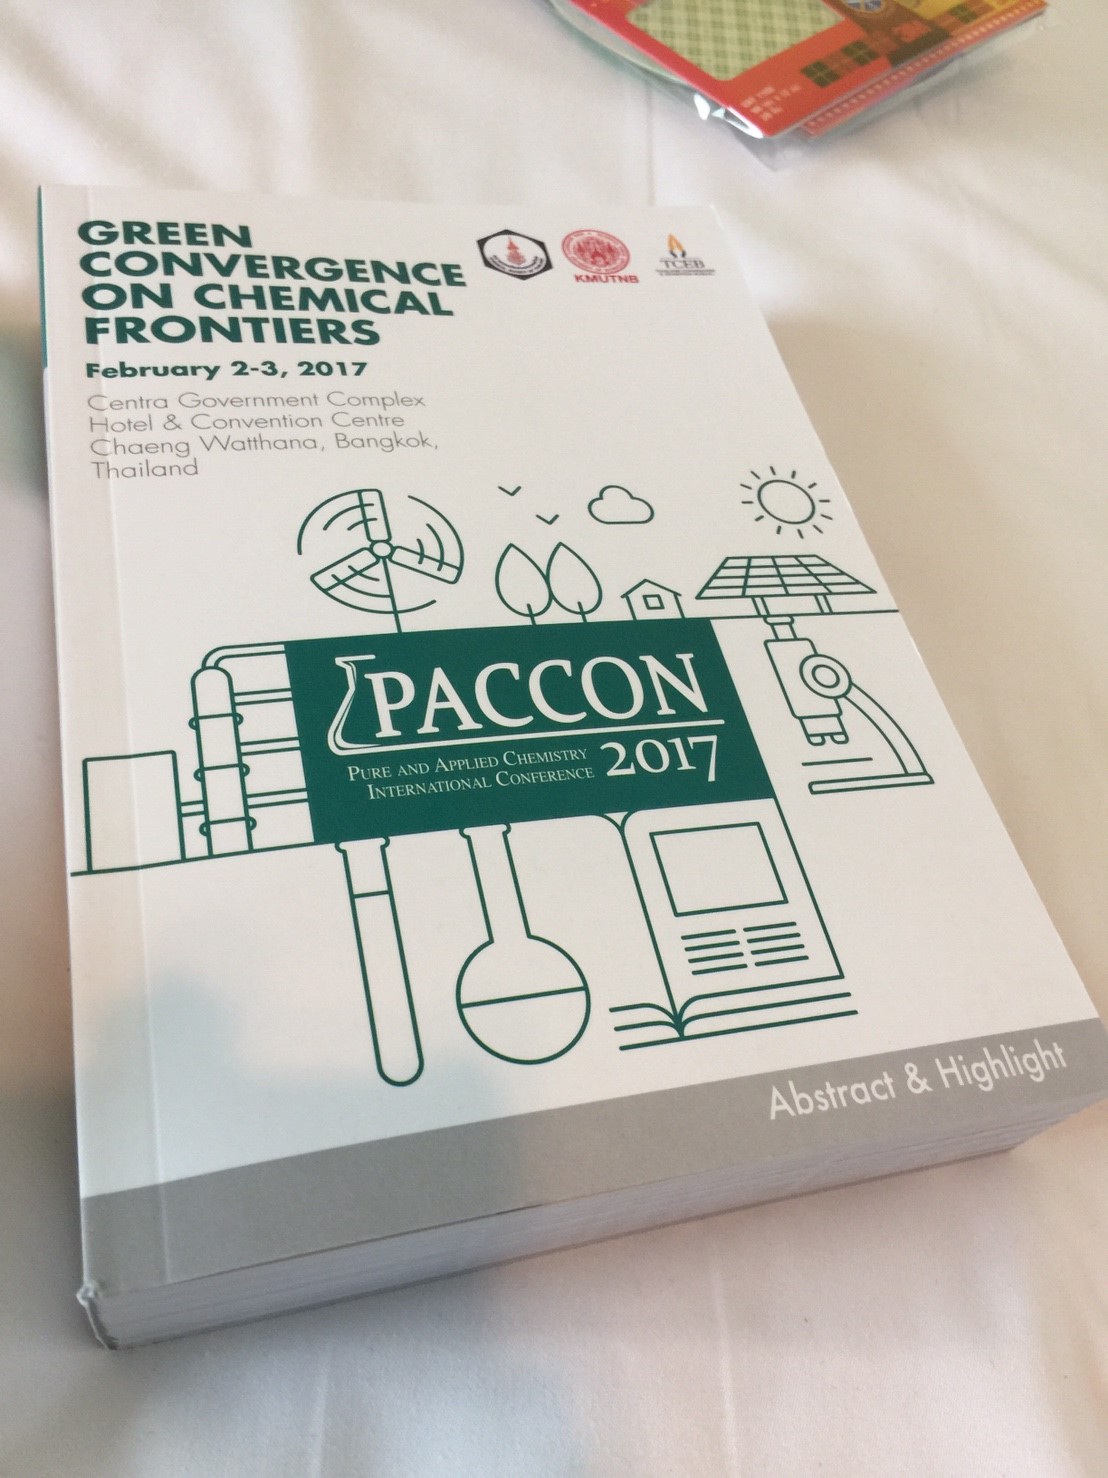 GREEN
CONVERGENCE
ON CHEMICAL
FRONTIERS
February 2-3, 2017
Centra Government Complex
Hotel & Convention Centre
Chaeng Watthana, Bangkok,
Thailand
KMUTNB
TCEB
PACCON
PURE AND APPLIED CHEMISTRY
INTERNATIONAL CONFERENCE
2017
Abstract & Highlight